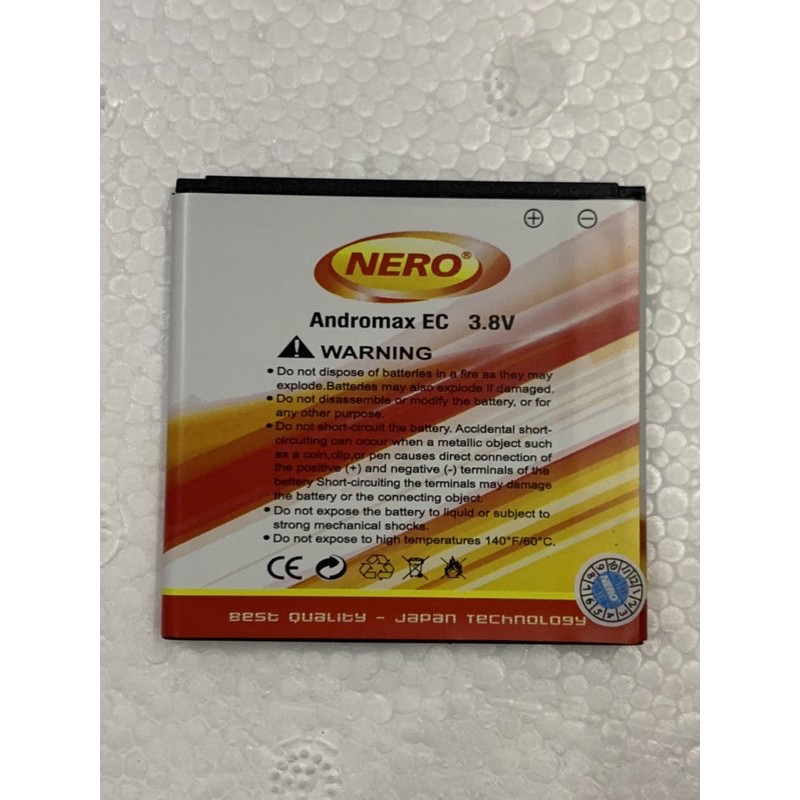 ⊕ ⊖
NERO®
Andromax EC 3.8V
WARNING
• Do not dispose of batteries in a fire as they may
explode.Batteries may also explode if damaged.
• Do not disassemble or modify the battery, or for
any other purpose.
• Do not short-circuit the battery. Accidental short-
circuiting can occur when a metallic object such
as a coin,clip,or pen causes direct connection of
the positive (+) and negative (-) terminals of the
battery Short-circuiting the terminals may damage
the battery or the connecting object.
• Do not expose the battery to liquid or subject to
strong mechanical shocks.
• Do not expose to high temperatures 140°F/60°C.
CE
BEST QUALITY - JAPAN TECHNOLOGY
NERO